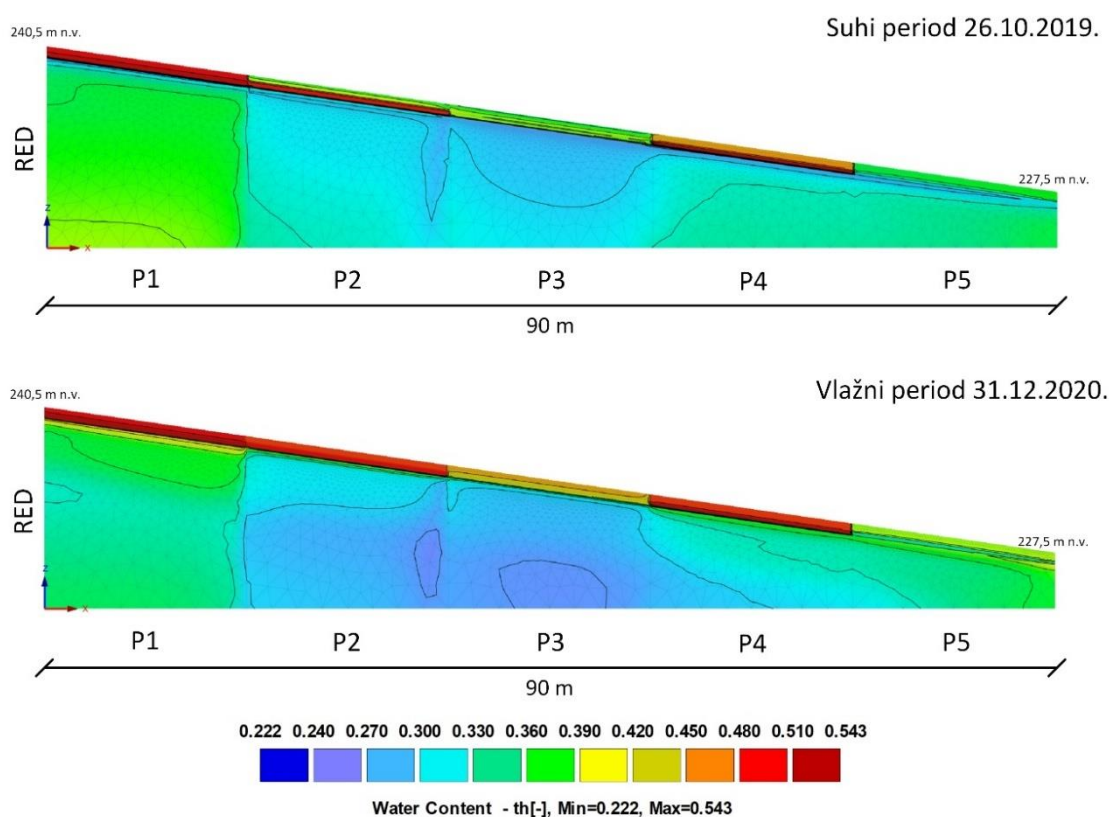 240,5 m n.v.
Suhi period 26.10.2019.
RED
227,5 m n.v.
z
x
P1 P2 P3 P4 P5
90 m
240,5 m n.v.
Vlažni period 31.12.2020.
RED
227,5 m n.v.
z
x
P1 P2 P3 P4 P5
90 m
0.222 0.240 0.270 0.300 0.330 0.360 0.390 0.420 0.450 0.480 0.510 0.543
Water Content - th[-], Min=0.222, Max=0.543